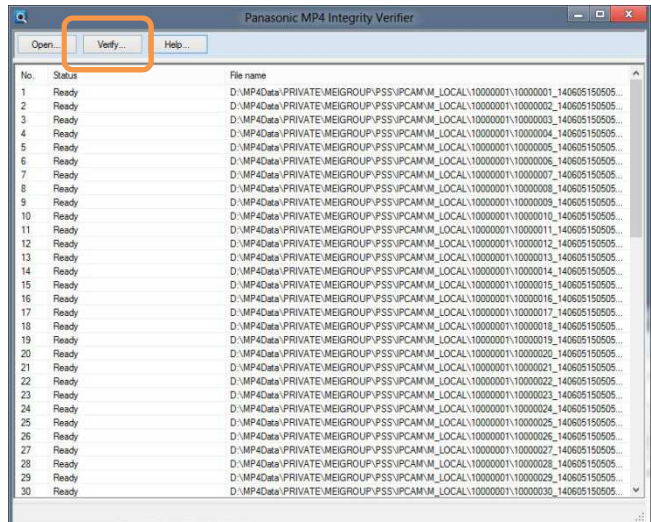 Panasonic MP4 Integrity Verifier
Open... Verify... Help...
No. Status File name
1 Ready D:\MP4Data\PRIVATE\MEIGROUP\PSS\IPCAM\M_LOCAL\10000001\10000001_140605150505...
2 Ready D:\MP4Data\PRIVATE\MEIGROUP\PSS\IPCAM\M_LOCAL\10000001\10000002_140605150505...
3 Ready D:\MP4Data\PRIVATE\MEIGROUP\PSS\IPCAM\M_LOCAL\10000001\10000003_140605150505...
4 Ready D:\MP4Data\PRIVATE\MEIGROUP\PSS\IPCAM\M_LOCAL\10000001\10000004_140605150505...
5 Ready D:\MP4Data\PRIVATE\MEIGROUP\PSS\IPCAM\M_LOCAL\10000001\10000005_140605150505...
6 Ready D:\MP4Data\PRIVATE\MEIGROUP\PSS\IPCAM\M_LOCAL\10000001\10000006_140605150505...
7 Ready D:\MP4Data\PRIVATE\MEIGROUP\PSS\IPCAM\M_LOCAL\10000001\10000007_140605150505...
8 Ready D:\MP4Data\PRIVATE\MEIGROUP\PSS\IPCAM\M_LOCAL\10000001\10000008_140605150505...
9 Ready D:\MP4Data\PRIVATE\MEIGROUP\PSS\IPCAM\M_LOCAL\10000001\10000009_140605150505...
10 Ready D:\MP4Data\PRIVATE\MEIGROUP\PSS\IPCAM\M_LOCAL\10000001\10000010_140605150505...
11 Ready D:\MP4Data\PRIVATE\MEIGROUP\PSS\IPCAM\M_LOCAL\10000001\10000011_140605150505...
12 Ready D:\MP4Data\PRIVATE\MEIGROUP\PSS\IPCAM\M_LOCAL\10000001\10000012_140605150505...
13 Ready D:\MP4Data\PRIVATE\MEIGROUP\PSS\IPCAM\M_LOCAL\10000001\10000013_140605150505...
14 Ready D:\MP4Data\PRIVATE\MEIGROUP\PSS\IPCAM\M_LOCAL\10000001\10000014_140605150505...
15 Ready D:\MP4Data\PRIVATE\MEIGROUP\PSS\IPCAM\M_LOCAL\10000001\10000015_140605150505...
16 Ready D:\MP4Data\PRIVATE\MEIGROUP\PSS\IPCAM\M_LOCAL\10000001\10000016_140605150505...
17 Ready D:\MP4Data\PRIVATE\MEIGROUP\PSS\IPCAM\M_LOCAL\10000001\10000017_140605150505...
18 Ready D:\MP4Data\PRIVATE\MEIGROUP\PSS\IPCAM\M_LOCAL\10000001\10000018_140605150505...
19 Ready D:\MP4Data\PRIVATE\MEIGROUP\PSS\IPCAM\M_LOCAL\10000001\10000019_140605150505...
20 Ready D:\MP4Data\PRIVATE\MEIGROUP\PSS\IPCAM\M_LOCAL\10000001\10000020_140605150505...
21 Ready D:\MP4Data\PRIVATE\MEIGROUP\PSS\IPCAM\M_LOCAL\10000001\10000021_140605150505...
22 Ready D:\MP4Data\PRIVATE\MEIGROUP\PSS\IPCAM\M_LOCAL\10000001\10000022_140605150505...
23 Ready D:\MP4Data\PRIVATE\MEIGROUP\PSS\IPCAM\M_LOCAL\10000001\10000023_140605150505...
24 Ready D:\MP4Data\PRIVATE\MEIGROUP\PSS\IPCAM\M_LOCAL\10000001\10000024_140605150505...
25 Ready D:\MP4Data\PRIVATE\MEIGROUP\PSS\IPCAM\M_LOCAL\10000001\10000025_140605150505...
26 Ready D:\MP4Data\PRIVATE\MEIGROUP\PSS\IPCAM\M_LOCAL\10000001\10000026_140605150505...
27 Ready D:\MP4Data\PRIVATE\MEIGROUP\PSS\IPCAM\M_LOCAL\10000001\10000027_140605150505...
28 Ready D:\MP4Data\PRIVATE\MEIGROUP\PSS\IPCAM\M_LOCAL\10000001\10000028_140605150505...
29 Ready D:\MP4Data\PRIVATE\MEIGROUP\PSS\IPCAM\M_LOCAL\10000001\10000029_140605150505...
30 Ready D:\MP4Data\PRIVATE\MEIGROUP\PSS\IPCAM\M_LOCAL\10000001\10000030_140605150505...